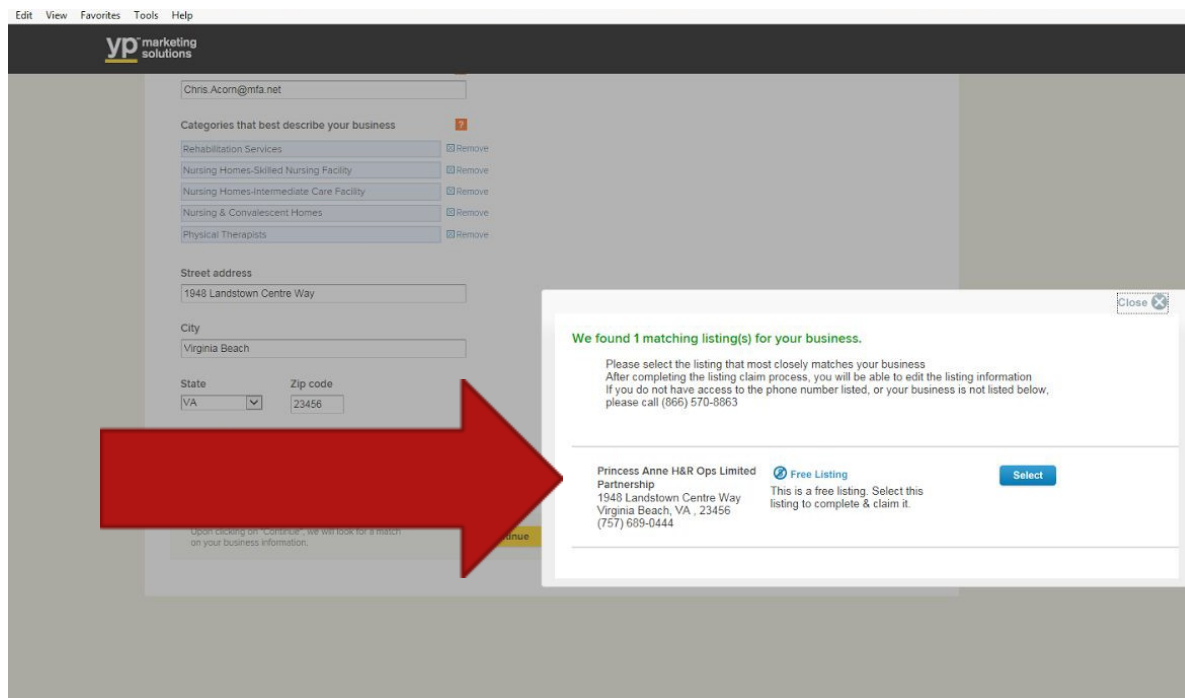 Edit View Favorites Tools Help
yp™ marketing
solutions
Chris.Acorn@mfa.net
Categories that best describe your business ?
Rehabilitation Services Remove
Nursing Homes-Skilled Nursing Facility Remove
Nursing Homes-Intermediate Care Facility Remove
Nursing & Convalescent Homes Remove
Physical Therapists Remove
Street address
1948 Landstown Centre Way
City
Virginia Beach
State Zip code
VA 23456
Upon clicking on "Continue", we will look for a match
on your business information.
tinue
Close
We found 1 matching listing(s) for your business.
Please select the listing that most closely matches your business
After completing the listing claim process, you will be able to edit the listing information
If you do not have access to the phone number listed, or your business is not listed below,
please call (866) 570-8863
Princess Anne H&R Ops Limited
Partnership
1948 Landstown Centre Way
Virginia Beach, VA , 23456
(757) 689-0444
Free Listing
This is a free listing. Select this
listing to complete & claim it.
Select